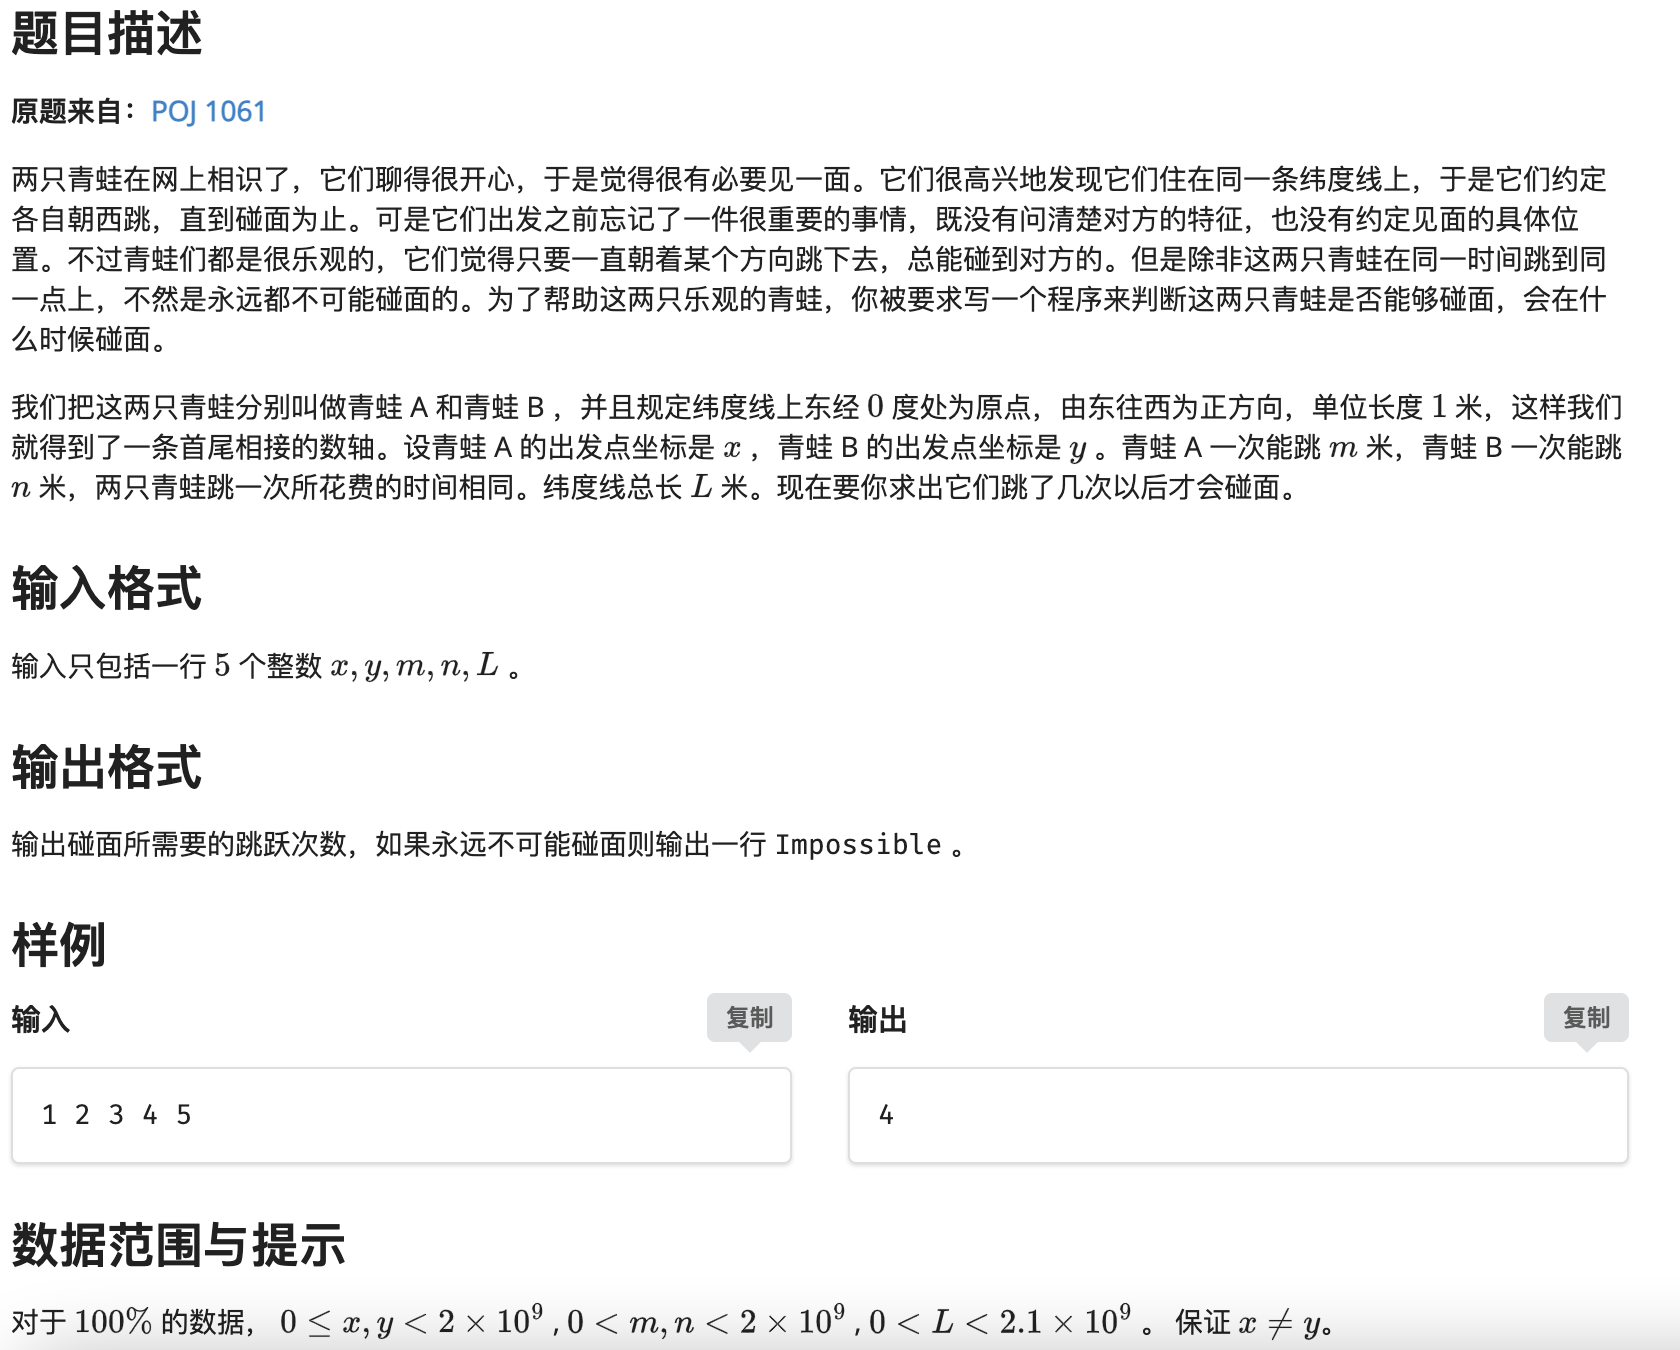 题目描述
原题来自：POJ 1061
两只青蛙在网上相识了，它们聊得很开心，于是觉得很有必要见一面。它们很高兴地发现它们住在同一条纬度线上，于是它们约定
各自朝西跳，直到碰面为止。可是它们出发之前忘记了一件很重要的事情，既没有问清楚对方的特征，也没有约定见面的具体位
置。不过青蛙们都是很乐观的，它们觉得只要一直朝着某个方向跳下去，总能碰到对方的。但是除非这两只青蛙在同一时间跳到同
一点上，不然是永远都不可能碰面的。为了帮助这两只乐观的青蛙，你被要求写一个程序来判断这两只青蛙是否能够碰面，会在什
么时候碰面。
我们把这两只青蛙分别叫做青蛙 A 和青蛙 B ，并且规定纬度线上东经 0 度处为原点，由东往西为正方向，单位长度 1 米，这样我们
就得到了一条首尾相接的数轴。设青蛙 A 的出发点坐标是 x ，青蛙 B 的出发点坐标是 y 。青蛙 A 一次能跳 m 米，青蛙 B 一次能跳
n 米，两只青蛙跳一次所花费的时间相同。纬度线总长 L 米。现在要你求出它们跳了几次以后才会碰面。
输入格式
输入只包括一行 5 个整数 x, y, m, n, L 。
输出格式
输出碰面所需要的跳跃次数，如果永远不可能碰面则输出一行 Impossible 。
样例
输入 复制
1 2 3 4 5
输出 复制
4
数据范围与提示
对于 100% 的数据， 0 ≤ x, y < 2 × 10⁹ , 0 < m, n < 2 × 10⁹ , 0 < L < 2.1 × 10⁹ 。 保证 x ≠ y。